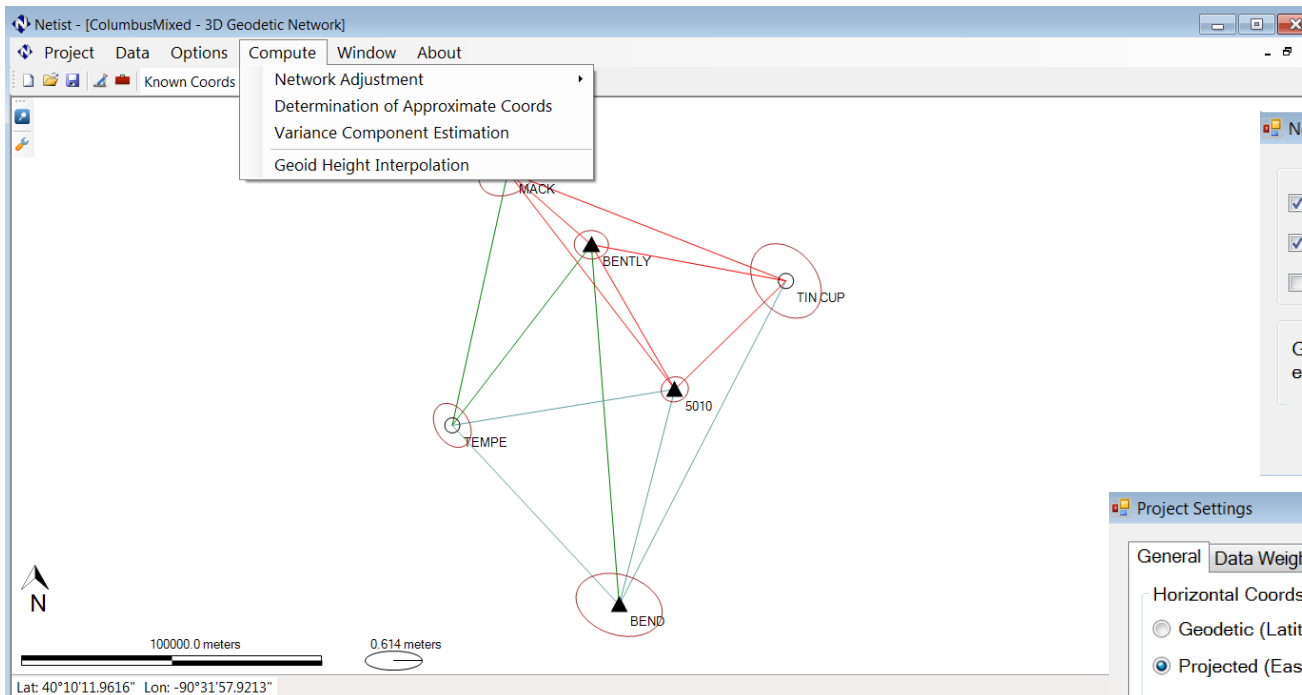 Netist - [ColumbusMixed - 3D Geodetic Network]
Project Data Options Compute Window About
Known Coords
Network Adjustment
Determination of Approximate Coords
Variance Component Estimation
Geoid Height Interpolation
MACK
BENTLY
TIN CUP
5010
TEMPE
BEND
N
100000.0 meters
0.614 meters
Lat: 40°10'11.9616" Lon: -90°31'57.9213"
Project Settings
General Data Weigh
Horizontal Coords
Geodetic (Latit
Projected (Eas